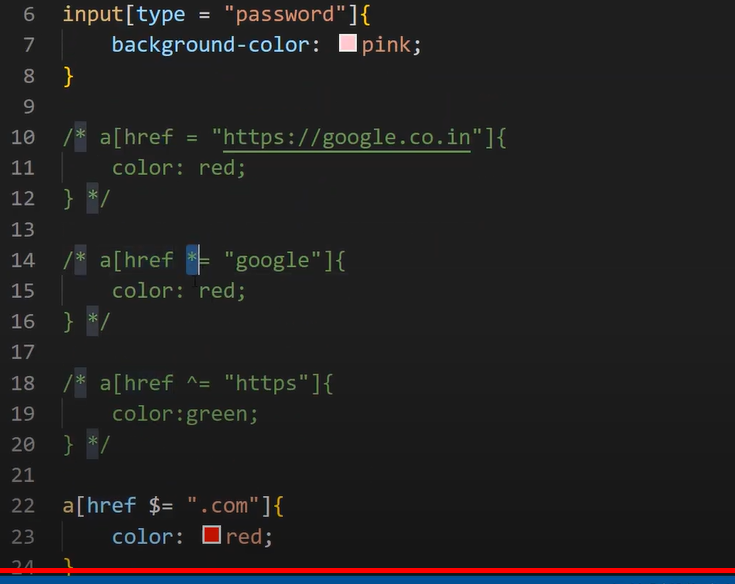 6 input[type = "password"]{
7 background-color: pink;
8 }
9
10 /* a[href = "https://google.co.in"]{
11 color: red;
12 } */
13
14 /* a[href *= "google"]{
15 color: red;
16 } */
17
18 /* a[href ^= "https"]{
19 color:green;
20 } */
21
22 a[href $= ".com"]{
23 color: red;
24 }